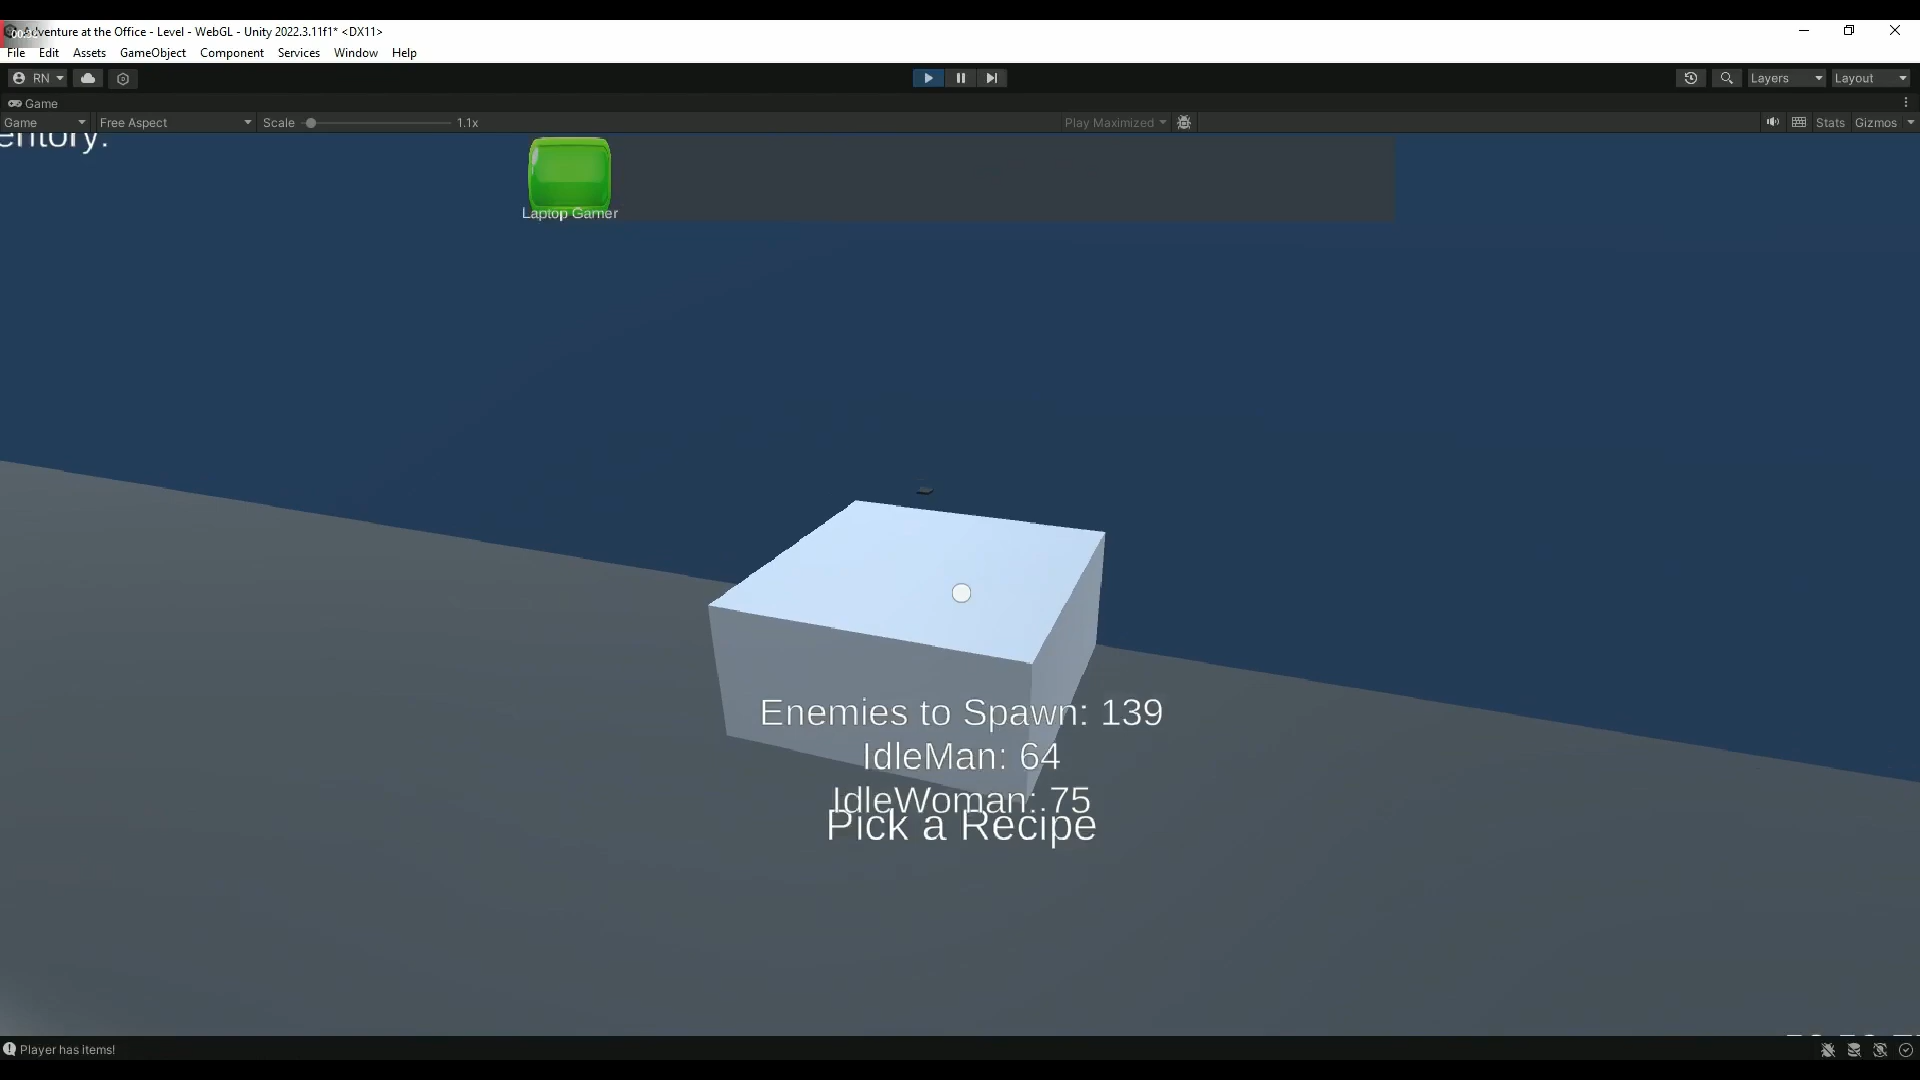 Adventure at the Office - Level - WebGL - Unity 2022.3.11f1* <DX11>
File Edit Assets GameObject Component Services Window Help
RN
Layers
Layout
Game
Game
Free Aspect
Scale
1.1x
Play Maximized
Stats
Gizmos
entory:
Laptop Gamer
Enemies to Spawn: 139
IdleMan: 64
IdleWoman: 75
Pick a Recipe
Player has items!